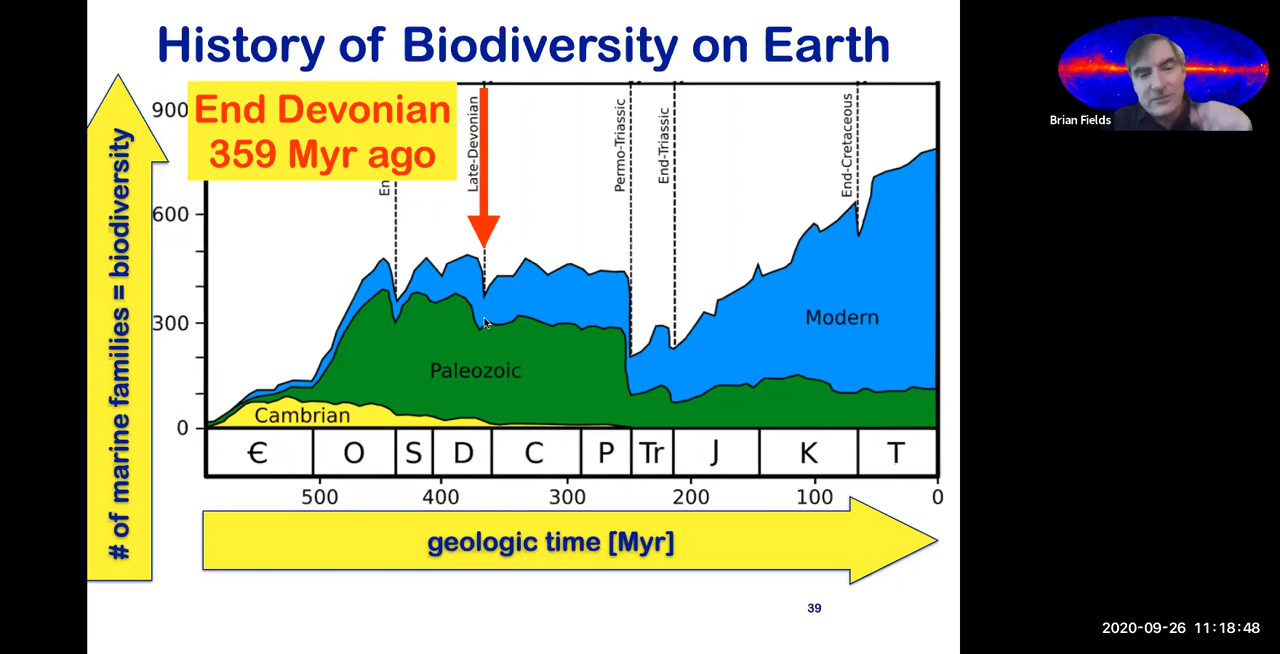 History of Biodiversity on Earth
End Devonian
359 Myr ago
# of marine families = biodiversity
900
600
300
0
Late-Devonian
Permo-Triassic
End-Triassic
End-Cretaceous
Modern
Paleozoic
Cambrian
Є O S D C P Tr J K T
500 400 300 200 100 0
geologic time [Myr]
39
Brian Fields
2020-09-26 11:18:48